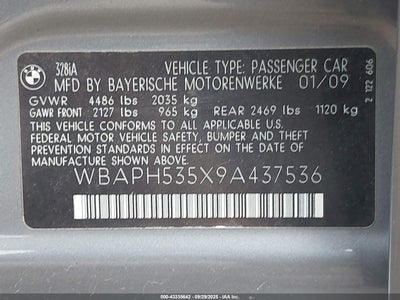 328iA VEHICLE TYPE: PASSENGER CAR
MFD BY BAYERISCHE MOTORENWERKE 01/09
GVWR 4486 lbs 2035 kg
GAWR FRONT 2127 lbs 965 kg REAR 2469 lbs 1120 kg
THIS VEHICLE CONFORMS TO ALL APPLICABLE U.S.
FEDERAL MOTOR VEHICLE SAFETY, BUMPER, AND
THEFT PREVENTION STANDARDS IN EFFECT ON THE
DATE OF MANUFACTURE SHOWN ABOVE.
WBAPH535X9A437536
2 122 606
000-43338642 - 09/29/2025 - IAA, Inc.